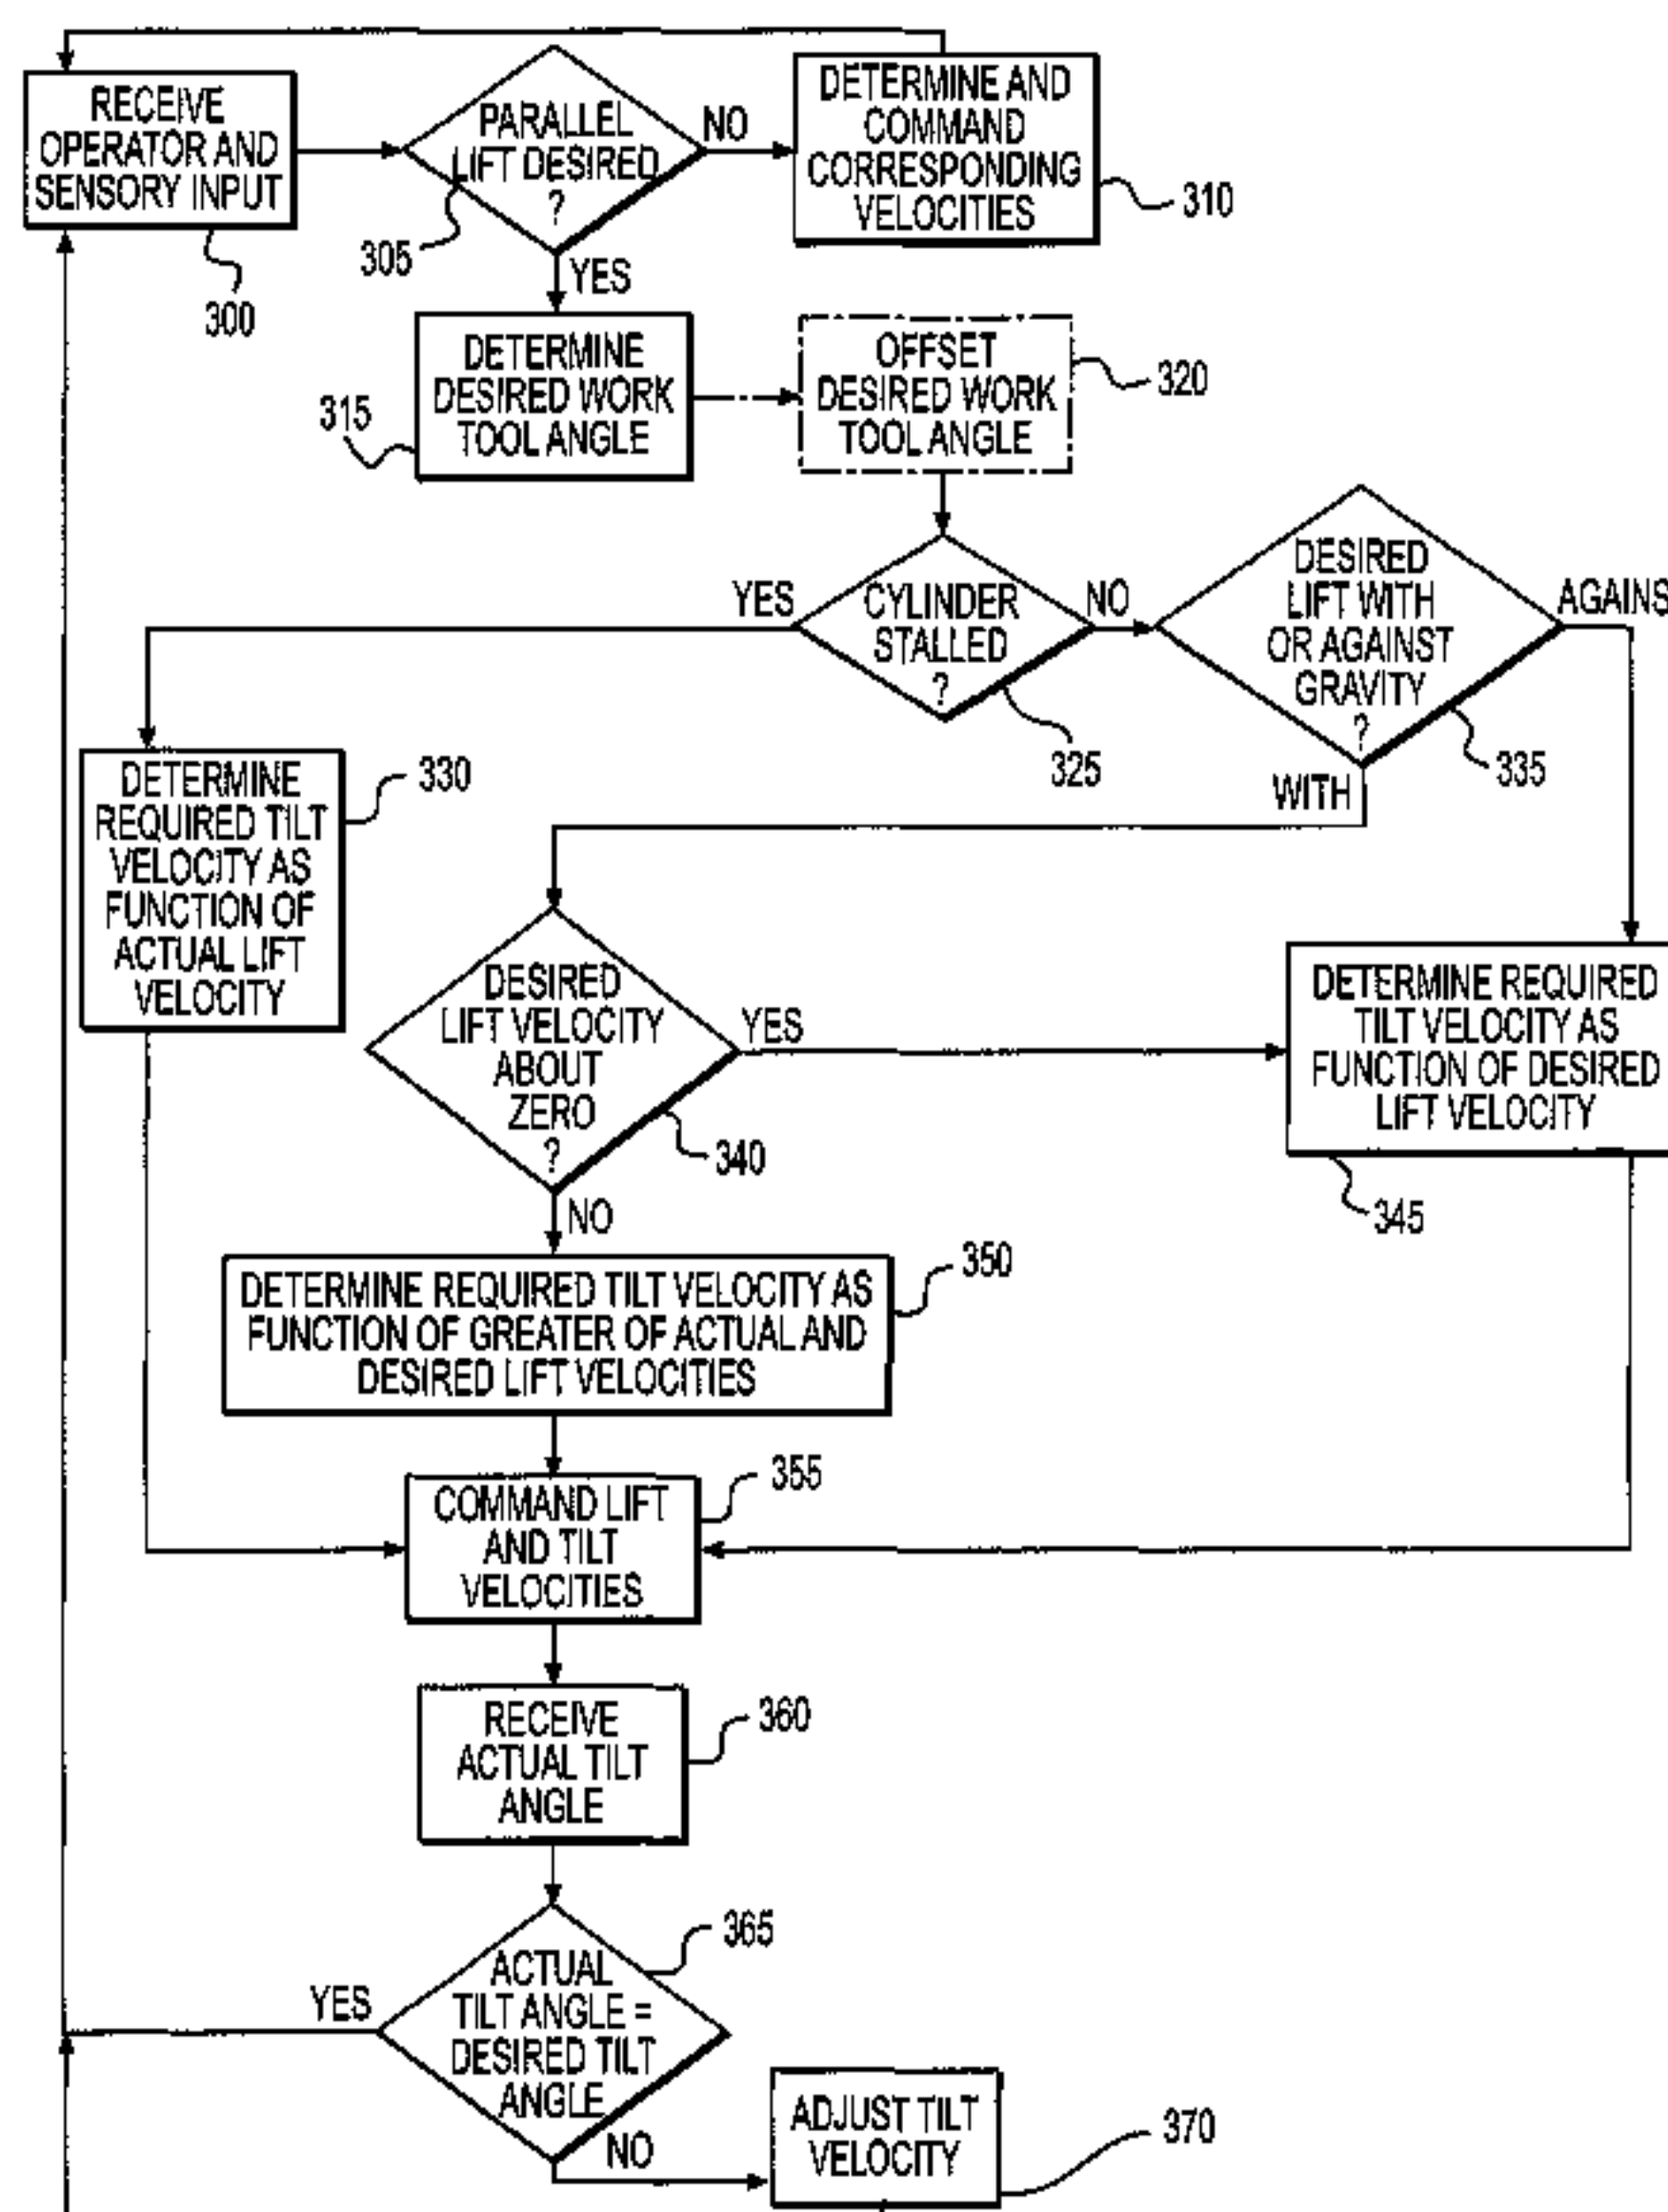 RECEIVE
OPERATOR AND
SENSORY INPUT
300
PARALLEL
LIFT DESIRED
?
305
NO
YES
DETERMINE AND
COMMAND
CORRESPONDING
VELOCITIES
310
DETERMINE
DESIRED WORK
TOOL ANGLE
315
OFFSET
DESIRED WORK
TOOL ANGLE
320
CYLINDER
STALLED
?
YES
NO
325
DESIRED
LIFT WITH
OR AGAINST
GRAVITY
?
AGAINS
WITH
335
DETERMINE
REQUIRED TILT
VELOCITY AS
FUNCTION OF
ACTUAL LIFT
VELOCITY
330
DESIRED
LIFT VELOCITY
ABOUT
ZERO
?
YES
NO
340
DETERMINE REQUIRED
TILT VELOCITY AS
FUNCTION OF DESIRED
LIFT VELOCITY
345
DETERMINE REQUIRED TILT VELOCITY AS
FUNCTION OF GREATER OF ACTUAL AND
DESIRED LIFT VELOCITIES
350
COMMAND LIFT
AND TILT
VELOCITIES
355
RECEIVE
ACTUAL TILT
ANGLE
360
ACTUAL
TILT ANGLE =
DESIRED TILT
ANGLE
365
YES
NO
ADJUST TILT
VELOCITY
370